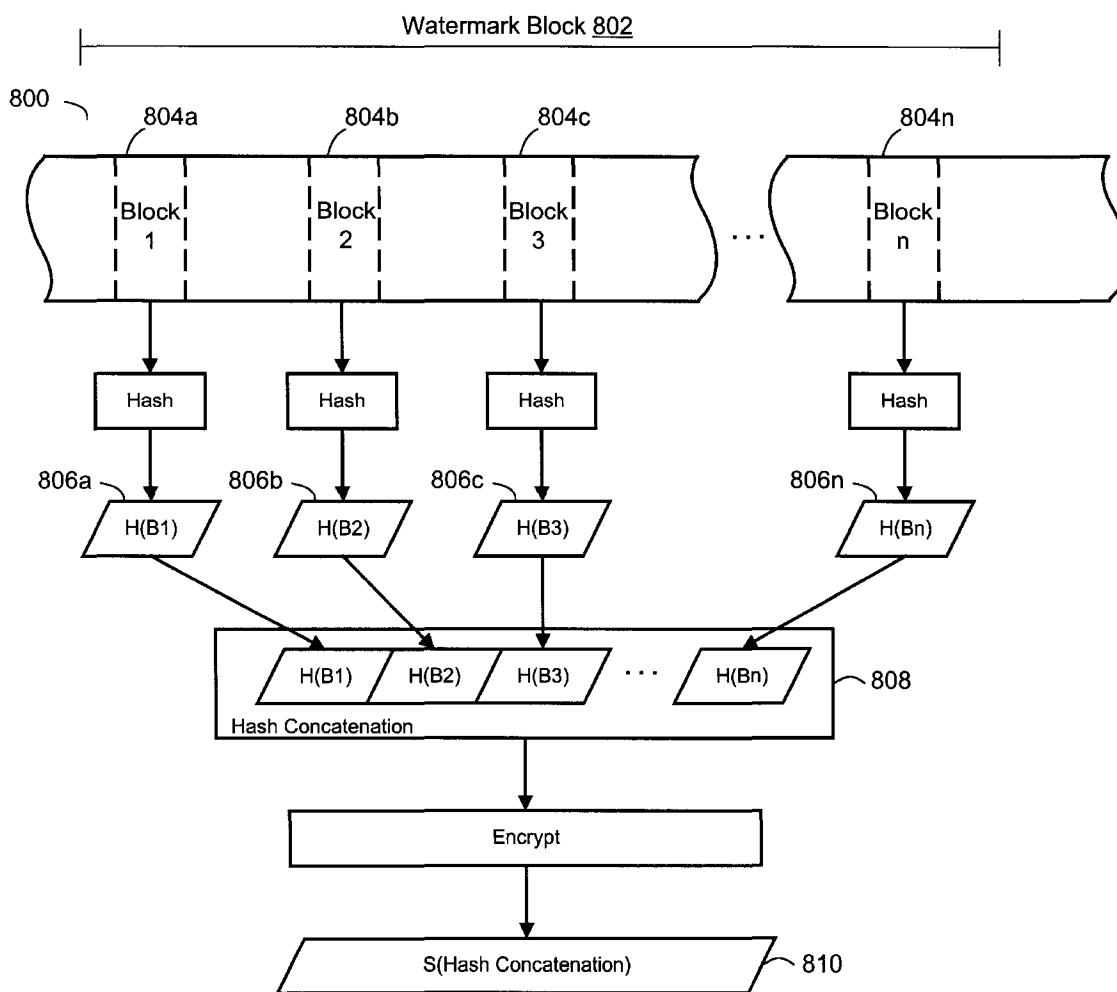 Watermark Block 802
800
804a
804b
804c
804n
Block
1
Block
2
Block
3
. . .
Block
n
Hash
Hash
Hash
Hash
806a
806b
806c
806n
H(B1)
H(B2)
H(B3)
H(Bn)
H(B1)
H(B2)
H(B3)
. . .
H(Bn)
808
Hash Concatenation
Encrypt
S(Hash Concatenation)
810